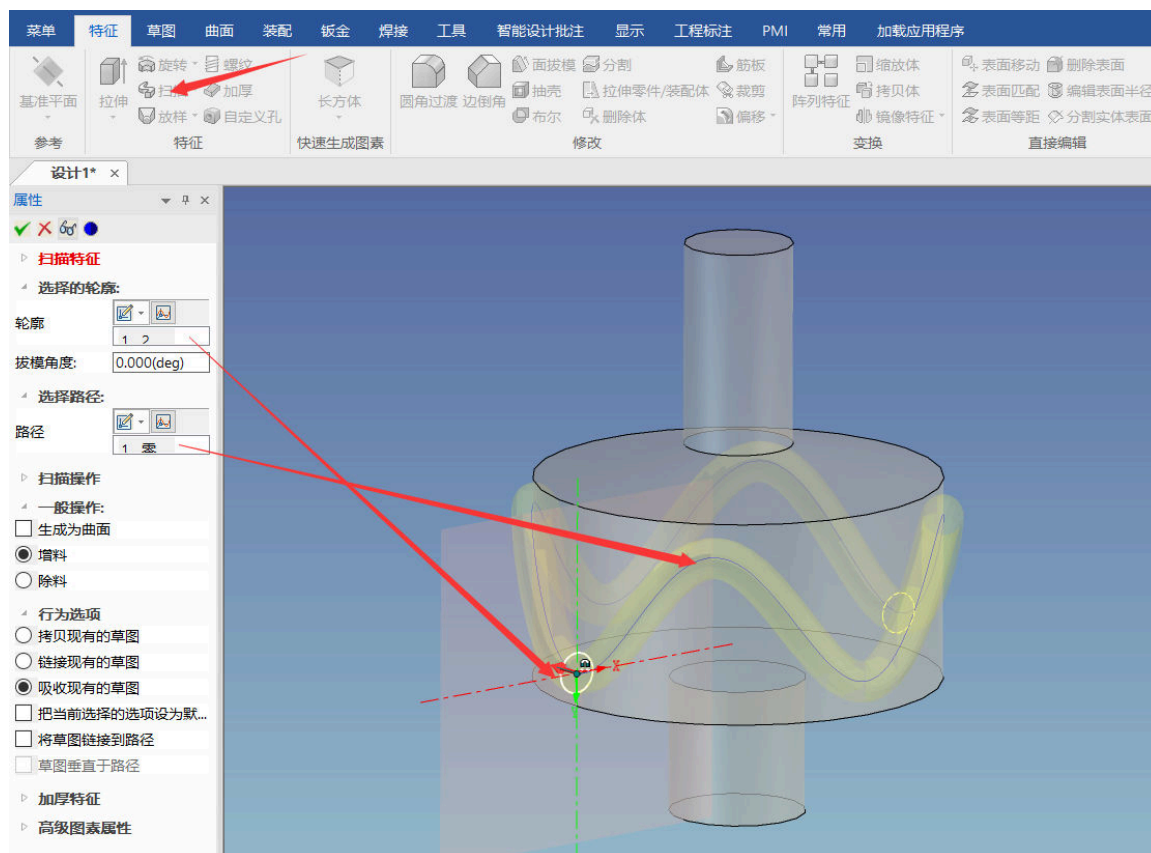 菜单 特征 草图 曲面 装配 钣金 焊接 工具 智能设计批注 显示 工程标注 PMI 常用 加载应用程序
旋转 螺纹 面拔模 分割 筋板 缩放体 表面移动 删除表面
基准平面 拉伸 加厚 长方体 圆角过渡 边倒角 抽壳 拉伸零件/装配体 裁剪 阵列特征 拷贝体 表面匹配 编辑表面半径
放样 自定义孔 布尔 删除体 偏移 镜像特征 表面等距 分割实体表面
参考 特征 快速生成图素 修改 变换 直接编辑
设计1* ×
属性
扫描特征
选择的轮廓:
轮廓
1 2
拔模角度: 0.000(deg)
选择路径:
路径
1 零
扫描操作
一般操作:
生成为曲面
增料
除料
行为选项
拷贝现有的草图
链接现有的草图
吸收现有的草图
把当前选择的选项设为默...
将草图链接到路径
草图垂直于路径
加厚特征
高级图素属性
X